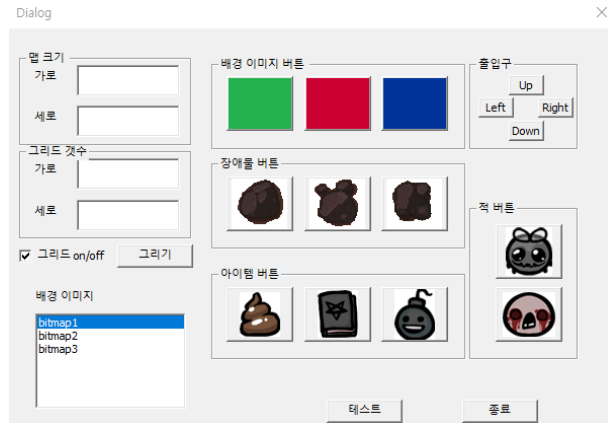 Dialog
맵 크기
가로
세로
그리드 갯수
가로
세로
그리드 on/off
그리기
배경 이미지
bitmap1
bitmap2
bitmap3
배경 이미지 버튼
장애물 버튼
아이템 버튼
출입구
Up
Left
Right
Down
적 버튼
테스트
종료